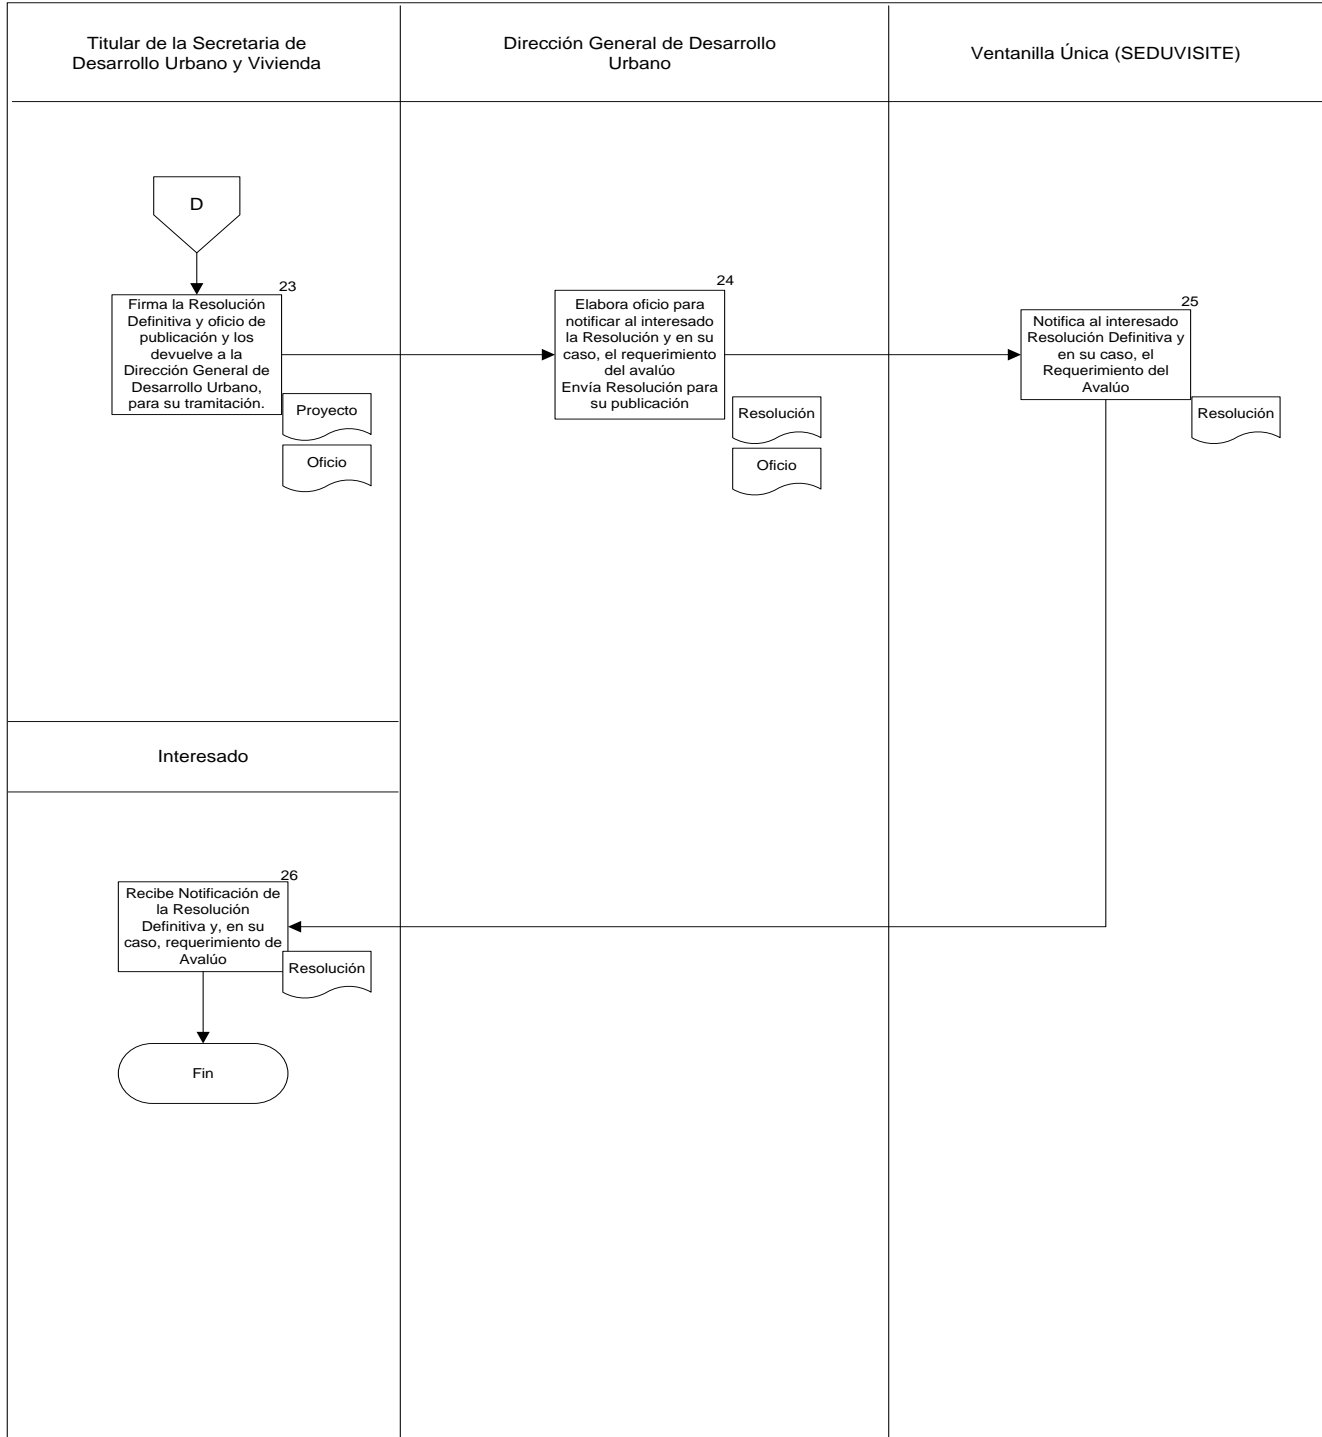 Titular de la Secretaria de
Desarrollo Urbano y Vivienda
Dirección General de Desarrollo
Urbano
Ventanilla Única (SEDUVISITE)
D
23
Firma la Resolución
Definitiva y oficio de
publicación y los
devuelve a la
Dirección General de
Desarrollo Urbano,
para su tramitación.
Proyecto
Oficio
24
Elabora oficio para
notificar al interesado
la Resolución y en su
caso, el requerimiento
del avalúo
Envía Resolución para
su publicación
Resolución
Oficio
25
Notifica al interesado
Resolución Definitiva y
en su caso, el
Requerimiento del
Avalúo
Resolución
Interesado
26
Recibe Notificación de
la Resolución
Definitiva y, en su
caso, requerimiento de
Avalúo
Resolución
Fin